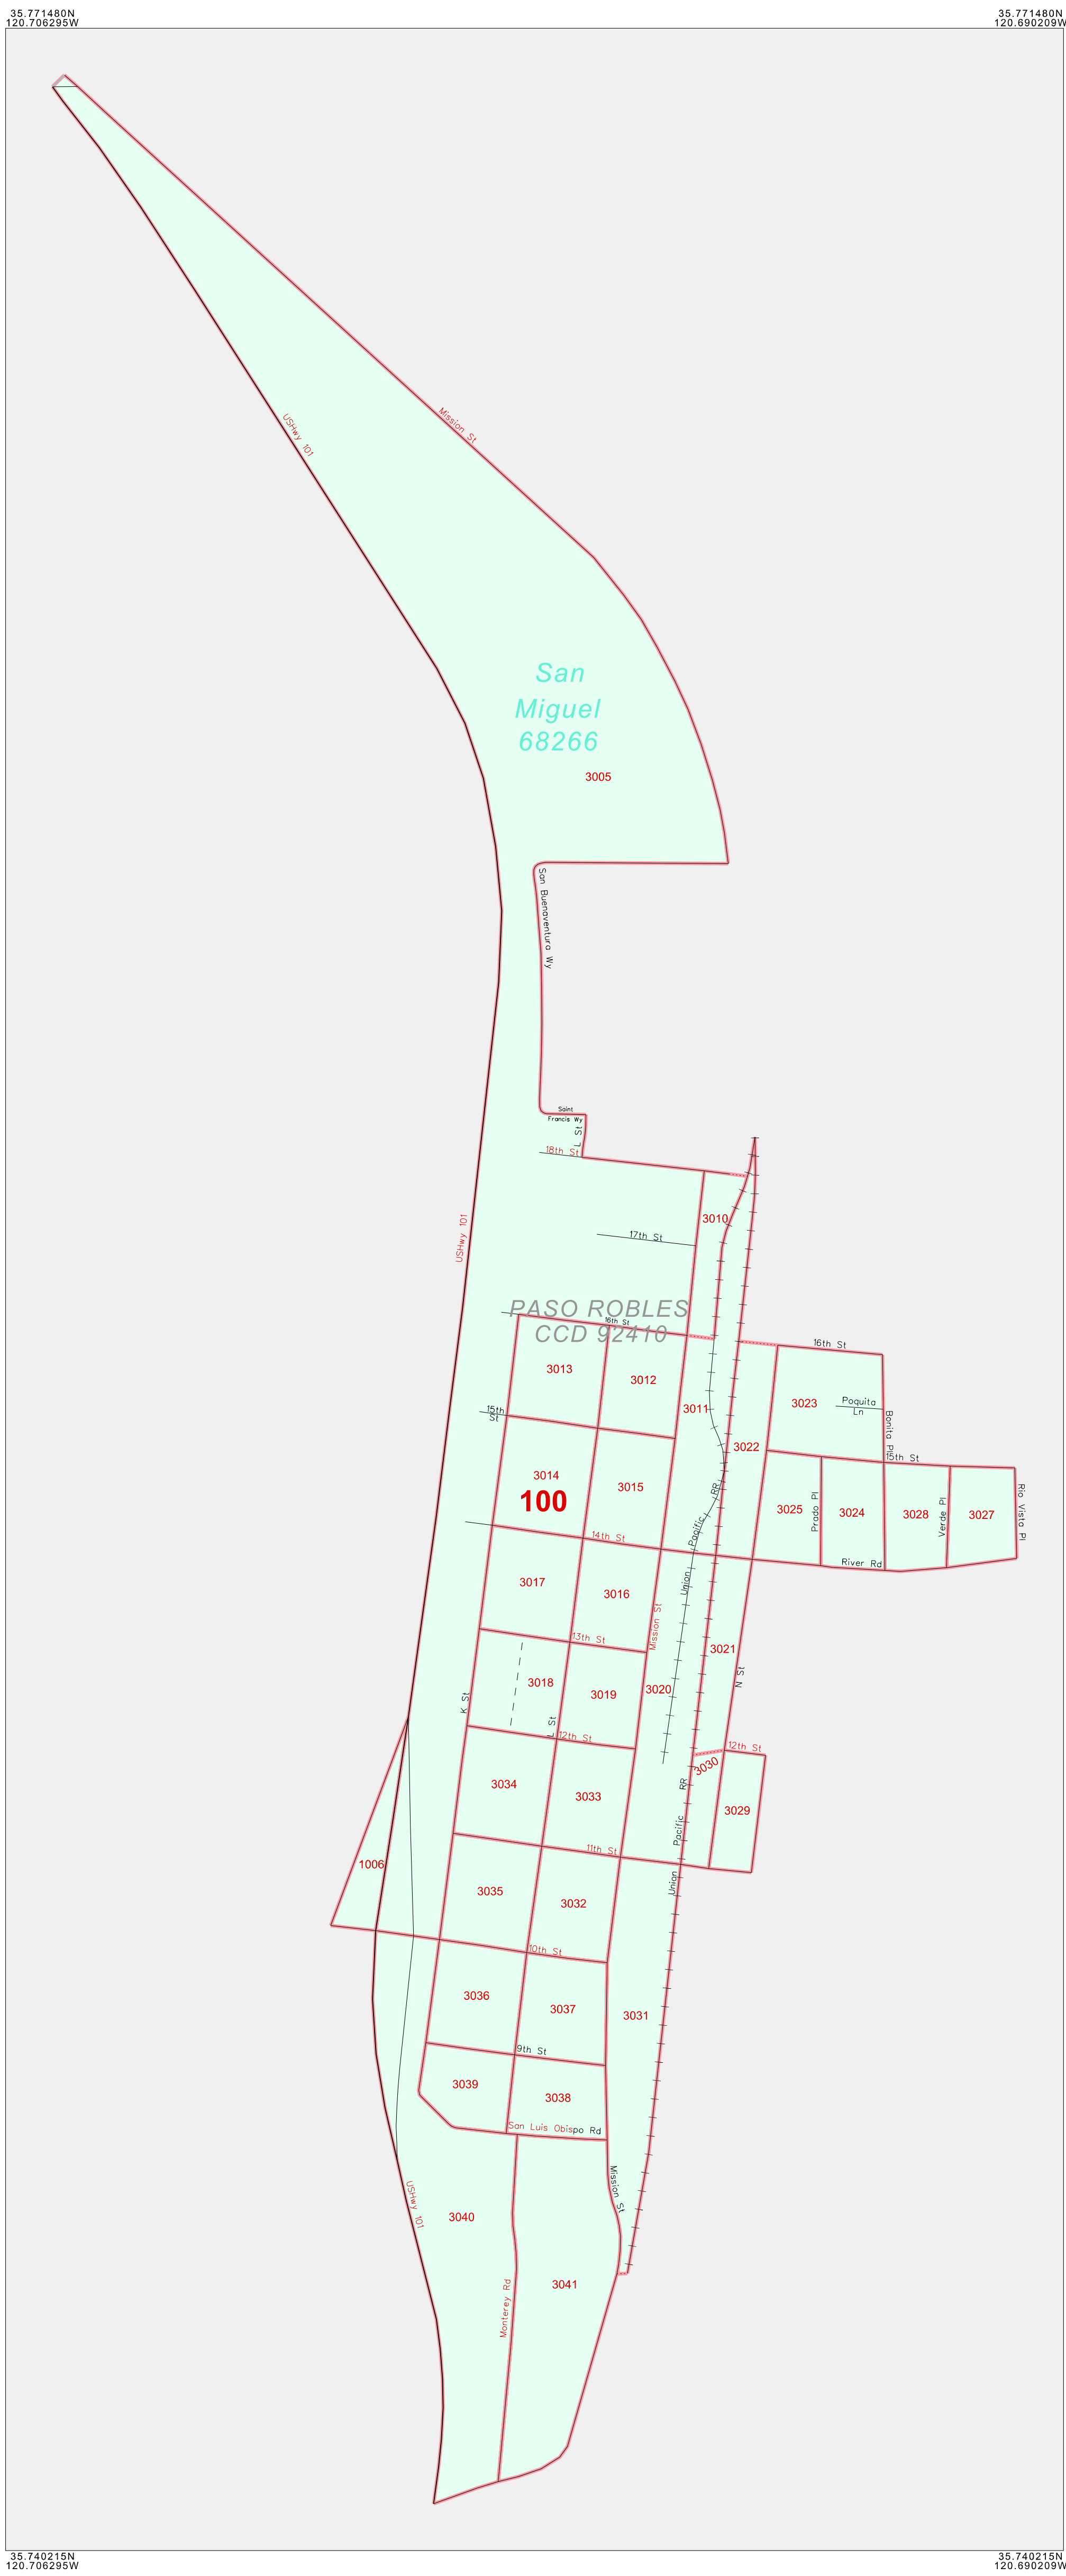 35.771480N
120.706295W
35.771480N
120.690209W
Mission St
USHwy 101
San
Miguel
68266
3005
San Buenaventura Wy
Saint
Francis Wy
L St
18th St
3010
USHwy 101
17th St
PASO ROBLES
CCD 92410
16th St
16th St
3013
3012
3011
3023
Poquita
Ln
Bonita Pl
15th
St
3022
15th St
3014
100
3015
RR
Pacific
Union
3025
Prado Pl
3024
3028
Verde Pl
3027
Rio Vista Pl
14th St
River Rd
3017
3016
Mission St
13th St
3021
N St
3018
3019
3020
K St
L St
12th St
12th St
3030
3034
3033
RR
Pacific
Union
3029
11th St
1006
3035
3032
10th St
3036
3037
3031
9th St
3039
3038
San Luis Obispo Rd
Mission St
USHwy 101
3040
3041
Monterey Rd
35.740215N
120.706295W
35.740215N
120.690209W